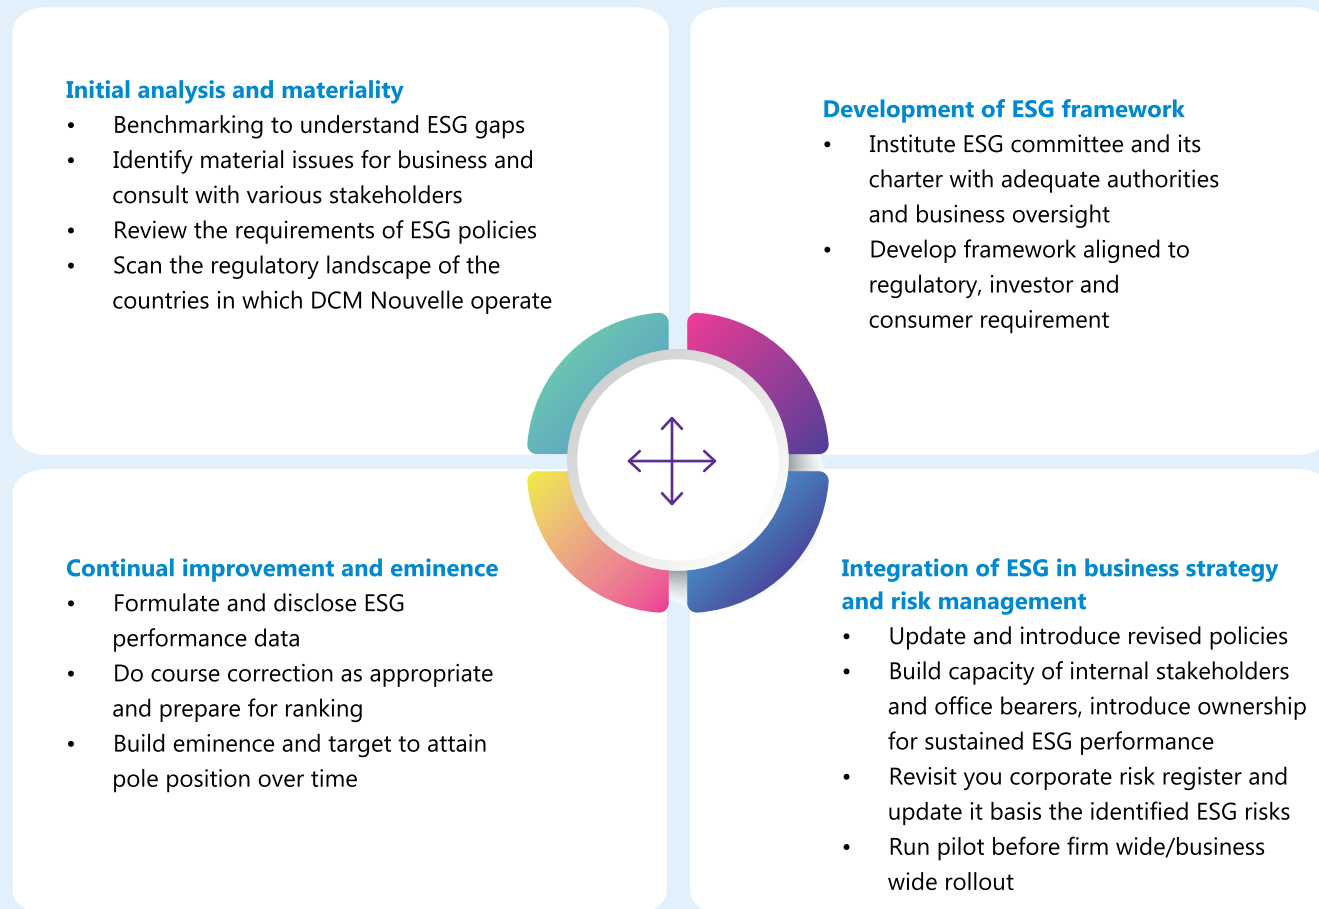 Initial analysis and materiality
• Benchmarking to understand ESG gaps
• Identify material issues for business and
consult with various stakeholders
• Review the requirements of ESG policies
• Scan the regulatory landscape of the
countries in which DCM Nouvelle operate
Development of ESG framework
• Institute ESG committee and its
charter with adequate authorities
and business oversight
• Develop framework aligned to
regulatory, investor and
consumer requirement
Continual improvement and eminence
• Formulate and disclose ESG
performance data
• Do course correction as appropriate
and prepare for ranking
• Build eminence and target to attain
pole position over time
Integration of ESG in business strategy
and risk management
• Update and introduce revised policies
• Build capacity of internal stakeholders
and office bearers, introduce ownership
for sustained ESG performance
• Revisit you corporate risk register and
update it basis the identified ESG risks
• Run pilot before firm wide/business
wide rollout